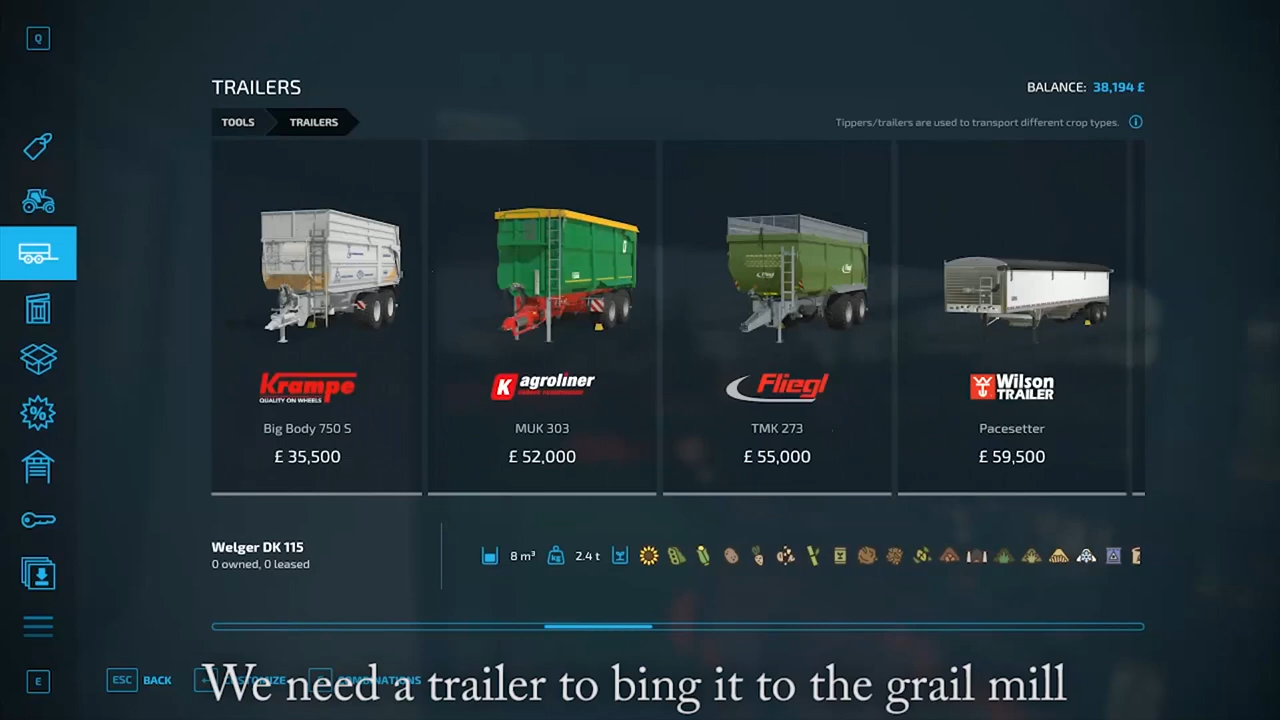 Q
TRAILERS
BALANCE: 38,194 £
TOOLS
TRAILERS
Tippers/trailers are used to transport different crop types.
Krampe
QUALITY ON WHEELS
Big Body 750 S
£ 35,500
K agroliner
MUK 303
£ 52,000
Fliegl
TMK 273
£ 55,000
Wilson
TRAILER
Pacesetter
£ 59,500
Welger DK 115
0 owned, 0 leased
8 m³
2.4 t
E
ESC BACK
We need a trailer to bing it to the grail mill